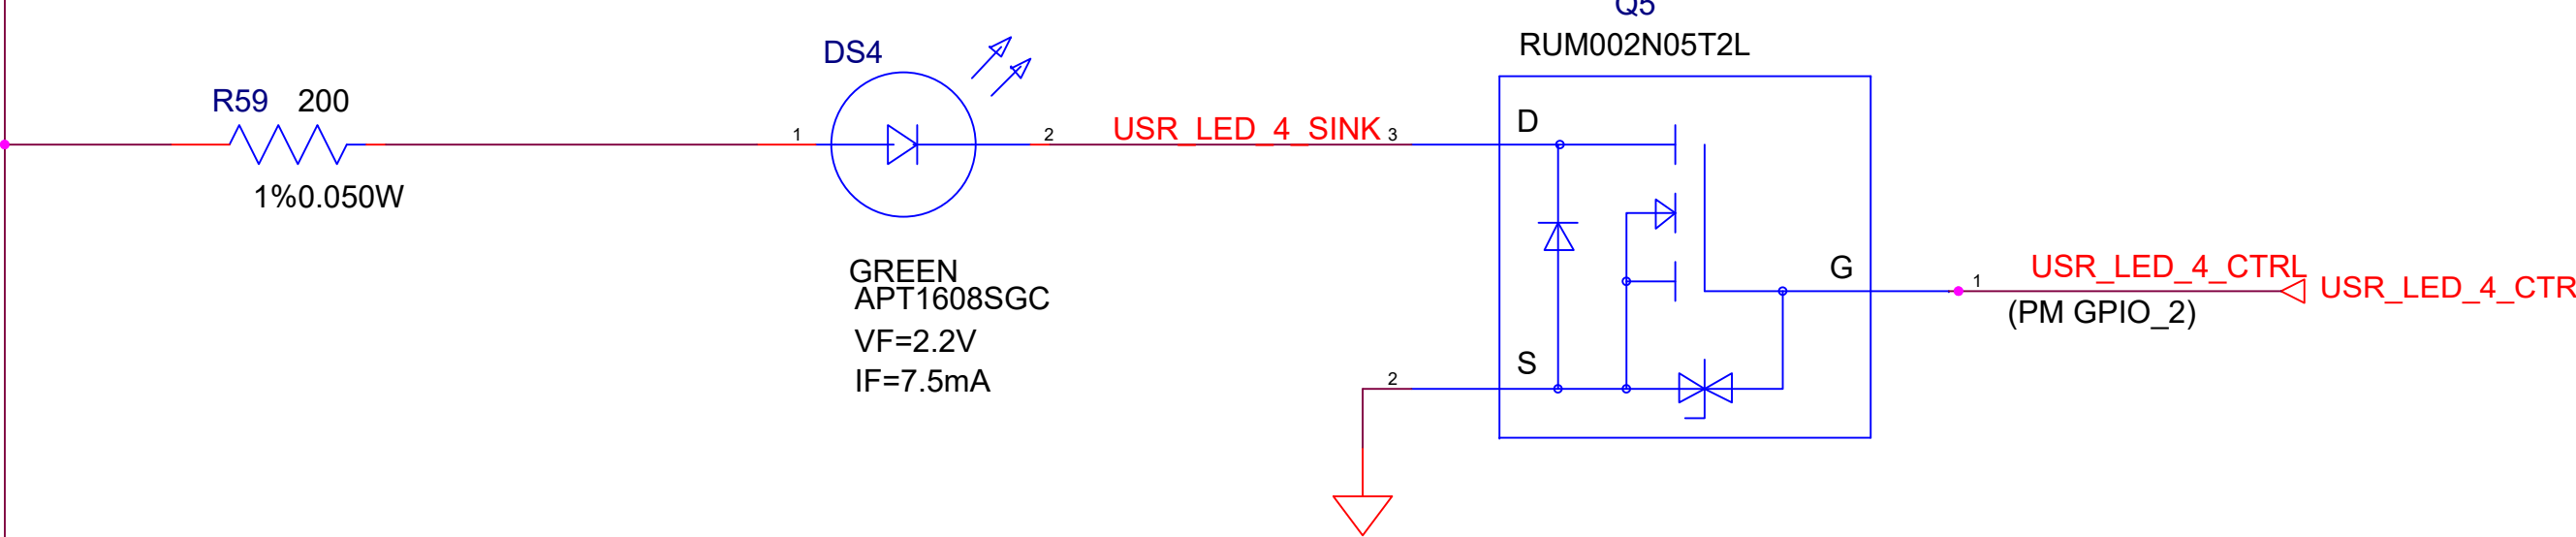 Q5
RUM002N05T2L
DS4
R59 200
1%0.050W
1
2
USR_LED_4_SINK
3
D
G
S
2
1
USR_LED_4_CTRL
(PM GPIO_2)
USR_LED_4_CTR
GREEN
APT1608SGC
VF=2.2V
IF=7.5mA